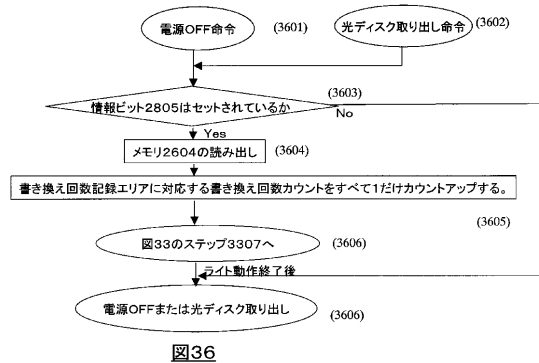 電源OFF命令 (3601)
光ディスク取り出し命令 (3602)
(3603)
情報ビット2805はセットされているか
No
Yes
メモリ2604の読み出し (3604)
書き換え回数記録エリアに対応する書き換え回数カウントをすべて1だけカウントアップする。
(3605)
図33のステップ3307へ (3606)
ライト動作終了後
電源OFFまたは光ディスク取り出し (3606)
図36